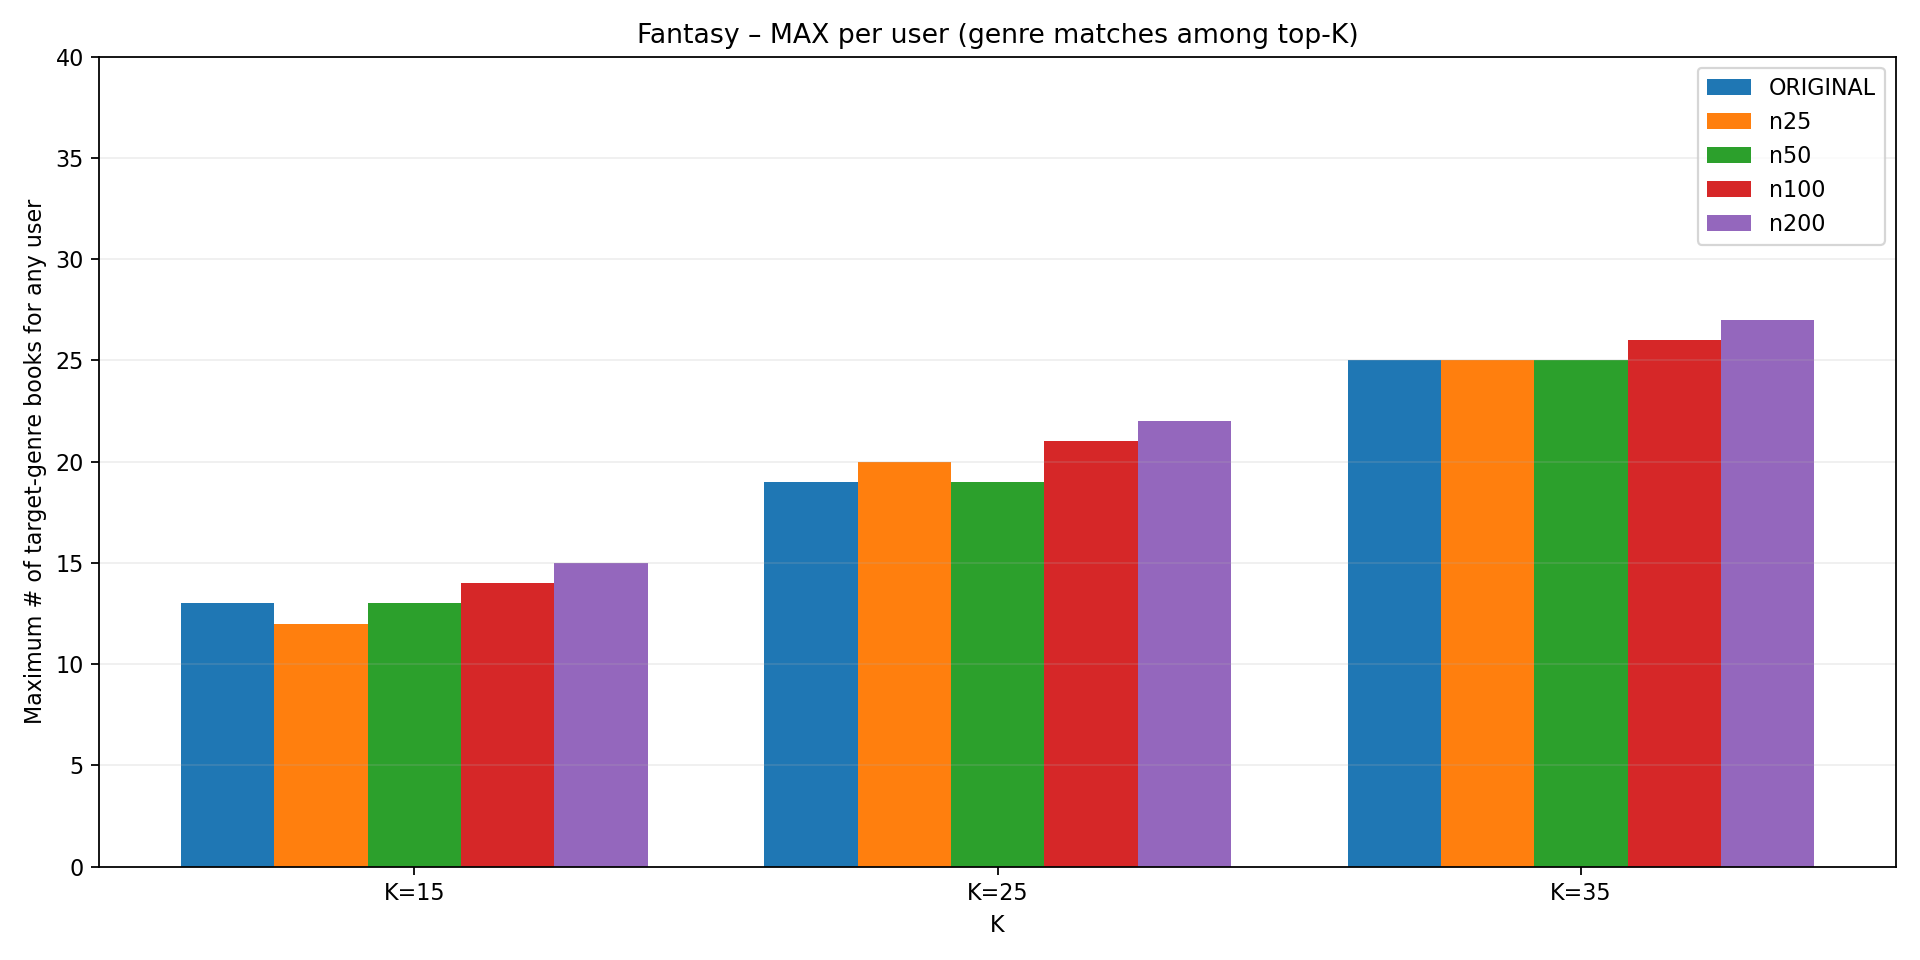 Fantasy – MAX per user (genre matches among top-K)
Maximum # of target-genre books for any user
40
35
30
25
20
15
10
5
0
ORIGINAL
n25
n50
n100
n200
K=15
K=25
K=35
K